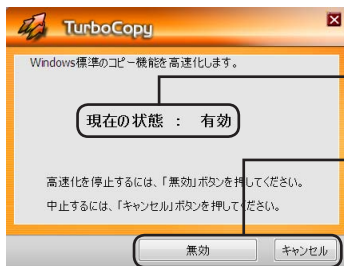 TurboCopy
Windows標準のコピー機能を高速化します。
現在の状態 ： 有効
高速化を停止するには、「無効」ボタンを押してください。
中止するには、「キャンセル」ボタンを押してください。
無効
キャンセル